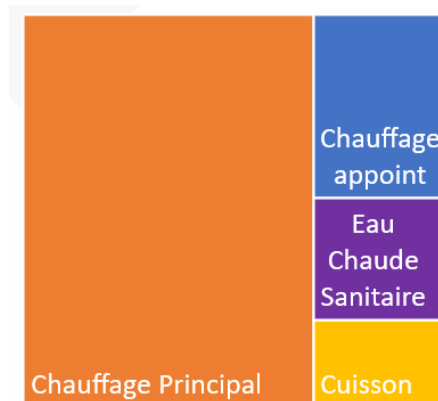 Chauffage Principal
Chauffage
appoint
Eau
Chaude
Sanitaire
Cuisson